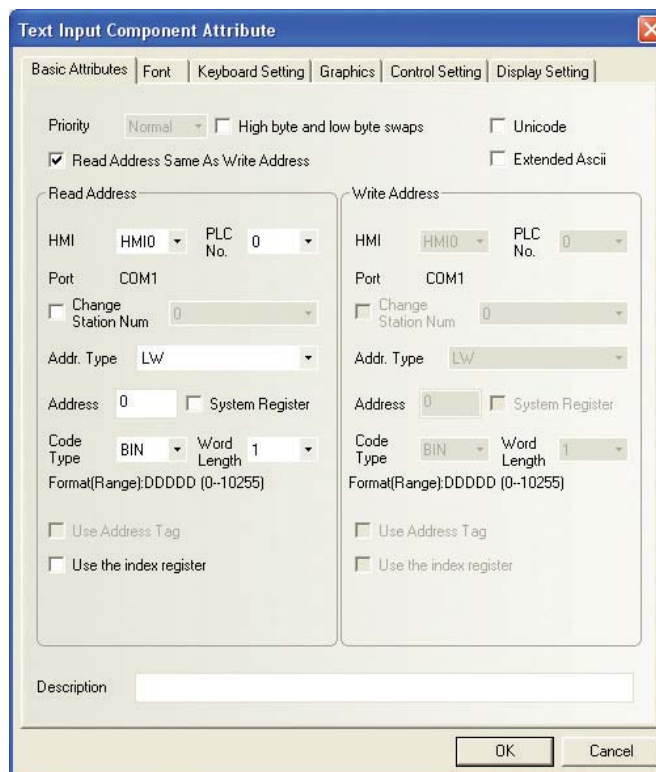 Text Input Component Attribute
Basic Attributes Font Keyboard Setting Graphics Control Setting Display Setting
Priority Normal High byte and low byte swaps Unicode
Read Address Same As Write Address Extended Ascii
Read Address Write Address
HMI HMI0 PLC No. 0 HMI HMI0 PLC No. 0
Port COM1 Port COM1
Change Station Num 0 Change Station Num 0
Addr. Type LW Addr. Type LW
Address 0 System Register Address 0 System Register
Code Type BIN Word Length 1 Code Type BIN Word Length 1
Format(Range):DDDDD (0--10255) Format(Range):DDDDD (0--10255)
Use Address Tag Use Address Tag
Use the index register Use the index register
Description
OK Cancel